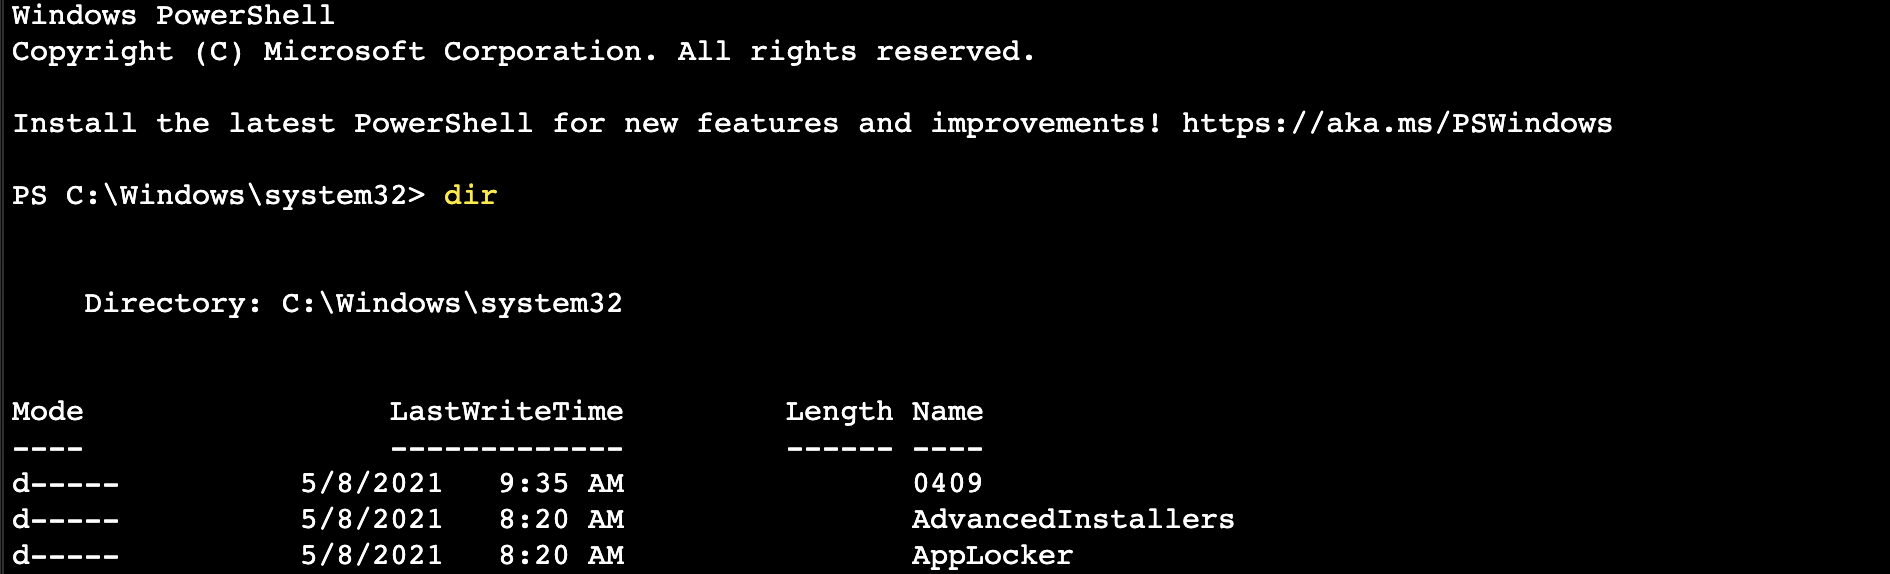 Windows PowerShell
Copyright (C) Microsoft Corporation. All rights reserved.
Install the latest PowerShell for new features and improvements! https://aka.ms/PSWindows
PS C:\Windows\system32> dir
Directory: C:\Windows\system32
Mode LastWriteTime Length Name
---- ------------- ------ ----
d----- 5/8/2021 9:35 AM 0409
d----- 5/8/2021 8:20 AM AdvancedInstallers
d----- 5/8/2021 8:20 AM AppLocker